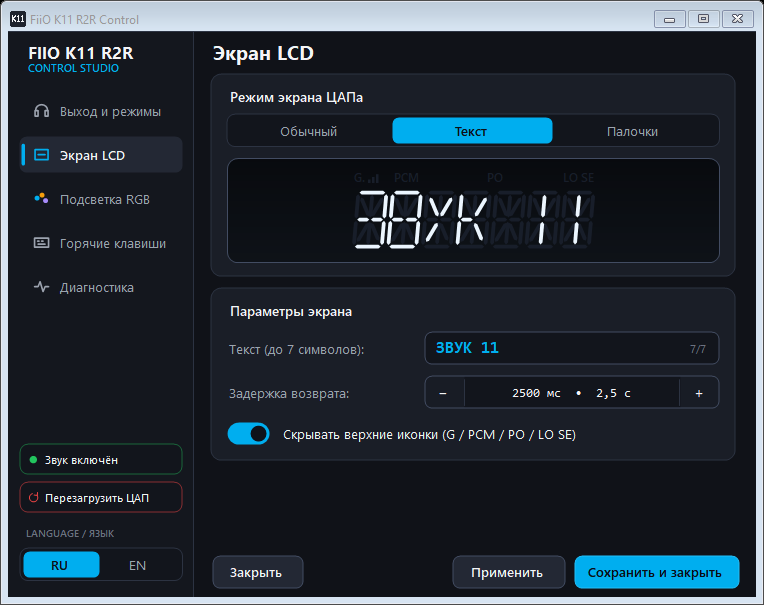 K11 FiiO K11 R2R Control
FIIO K11 R2R
CONTROL STUDIO
Выход и режимы
Экран LCD
Подсветка RGB
Горячие клавиши
Диагностика
Звук включён
Перезагрузить ЦАП
LANGUAGE / ЯЗЫК
RU EN
Экран LCD
Режим экрана ЦАПа
Обычный Текст Палочки
G. PCM PO LO SE
ЗВУК 11
Параметры экрана
Текст (до 7 символов): ЗВУК 11 7/7
Задержка возврата: − 2500 мс • 2,5 с +
Скрывать верхние иконки (G / PCM / PO / LO SE)
Закрыть Применить Сохранить и закрыть